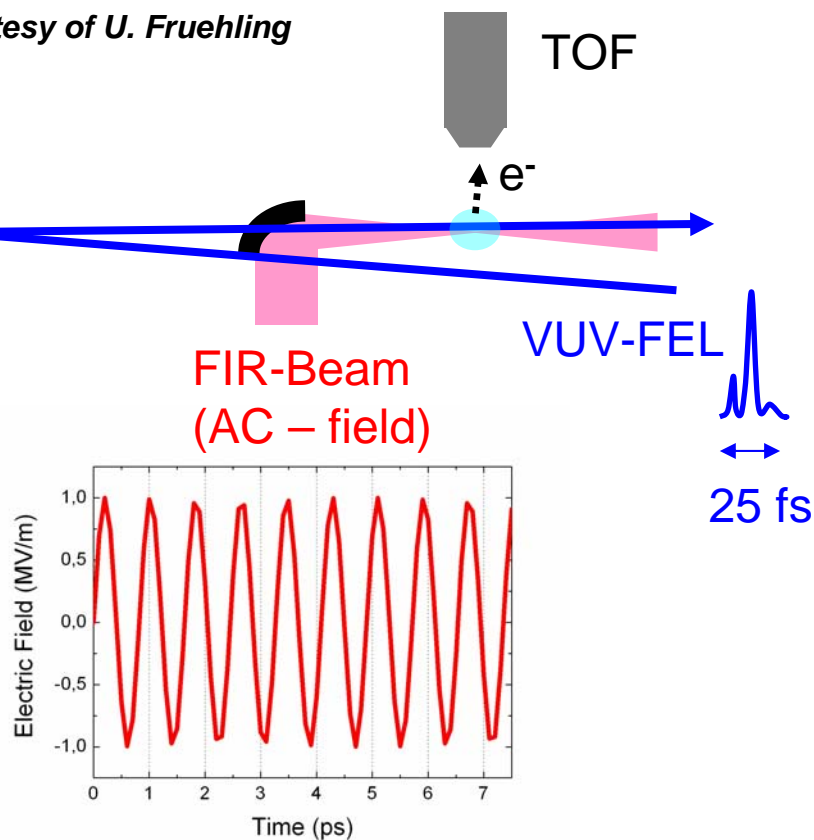 tesy of U. Fruehling
TOF
e-
VUV-FEL
FIR-Beam
(AC – field)
25 fs
1,0
0,5
0,0
-0,5
-1,0
Electric Field (MV/m)
0 1 2 3 4 5 6 7
Time (ps)